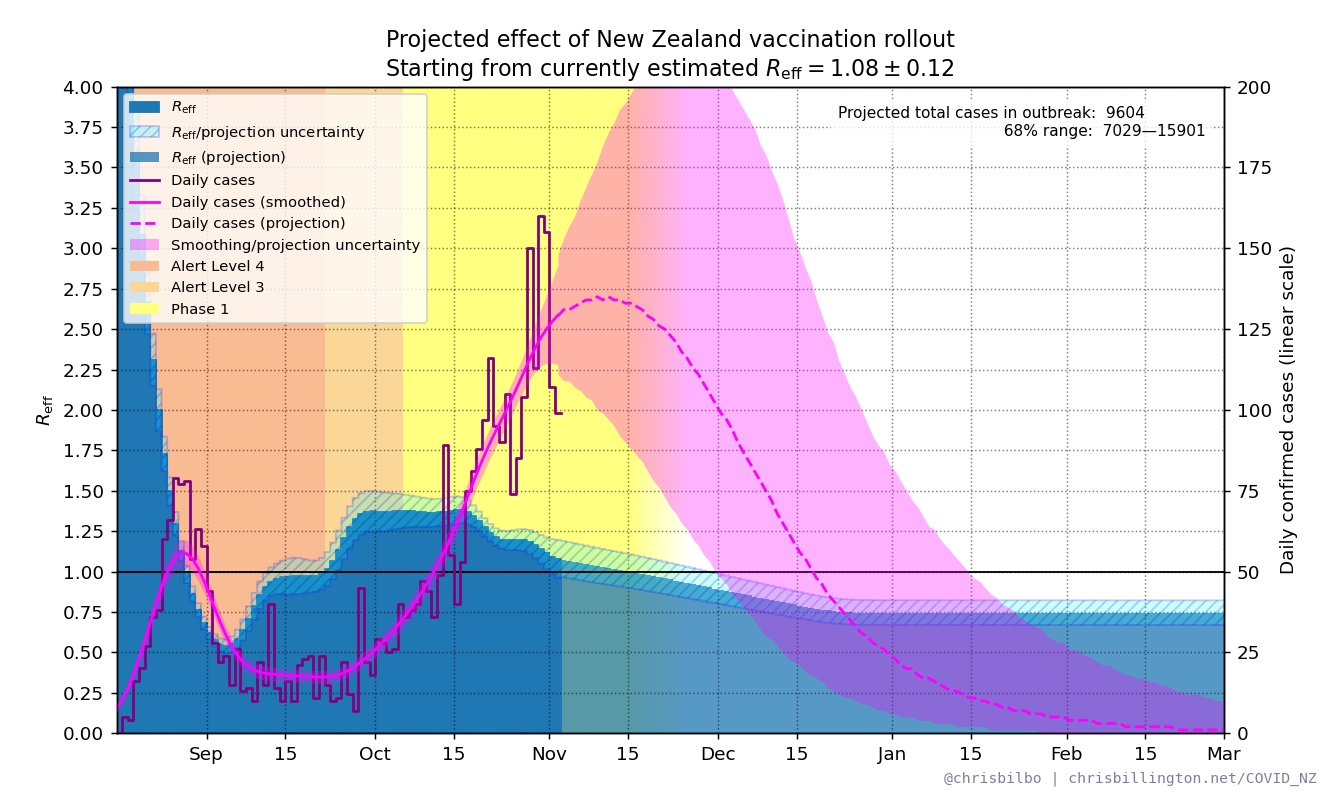 Projected effect of New Zealand vaccination rollout
Starting from currently estimated Reff = 1.08 ± 0.12
Projected total cases in outbreak: 9604
68% range: 7029—15901
Reff
Reff/projection uncertainty
Reff (projection)
Daily cases
Daily cases (smoothed)
Daily cases (projection)
Smoothing/projection uncertainty
Alert Level 4
Alert Level 3
Phase 1
4.00
3.75
3.50
3.25
3.00
2.75
2.50
2.25
2.00
1.75
1.50
1.25
1.00
0.75
0.50
0.25
0.00
Reff
200
175
150
125
100
75
50
25
0
Daily confirmed cases (linear scale)
Sep 15 Oct 15 Nov 15 Dec 15 Jan 15 Feb 15 Mar
@chrisbilbo | chrisbillington.net/COVID_NZ